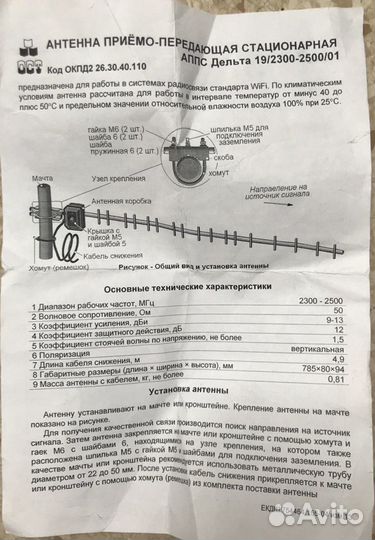 АНТЕННА ПРИЁМО-ПЕРЕДАЮЩАЯ СТАЦИОНАРНАЯ
АППС Дельта 19/2300-2500/01
Код ОКПД2 26.30.40.110
предназначена для работы в системах радиосвязи стандарта WiFi. По климатическим
условиям антенна рассчитана для работы в интервале температур от минус 40 до
плюс 50°С и предельном значении относительной влажности воздуха 100% при 25°С.
гайка М6 (2 шт.)
шайба 6 (2 шт.)
шайба
пружинная 6 (2 шт.)
шпилька М5 для
подключения
заземления
скоба
хомут
Мачта
Узел крепления
Антенная коробка
Направление на
источник сигнала
Крышка с
гайкой М5
и шайбой 5
Кабель снижения
Хомут (ремешок)
Рисунок - Общий вид и установка антенны
Основные технические характеристики
1 Диапазон рабочих частот, МГц 2300 - 2500
2 Волновое сопротивление, Ом 50
3 Коэффициент усиления, дБи 9-13
4 Коэффициент защитного действия, дБ 12
5 Коэффициент стоячей волны по напряжению, не более 1,5
6 Поляризация вертикальная
7 Длина кабеля снижения, м 4,9
8 Габаритные размеры (длина × ширина × высота), мм 785×80×94
9 Масса антенны с кабелем, кг, не более 0,81
Установка антенны
Антенну устанавливают на мачте или кронштейне. Крепление антенны на мачте
показано на рисунке.
Для получения качественной связи производится поиск направления на источник
сигнала. Затем антенна закрепляется на мачте или кронштейне с помощью хомута и
гаек М6 с шайбами 6, находящимися на узле крепления, на котором также
расположена шпилька М5 с гайкой М5 и шайбами для подключения заземления. В
качестве мачты или кронштейна рекомендуется использовать металлическую трубу
диаметром от 22 до 50 мм. После установки кабель снижения прикрепляется к мачте
или кронштейну с помощью хомута (ремешка) из комплекта поставки антенны
Avito